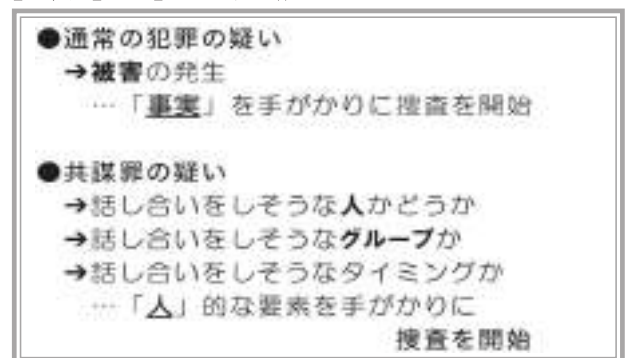 ●通常の犯罪の疑い
➔被害の発生
…「事実」を手がかりに捜査を開始
●共謀罪の疑い
➔話し合いをしそうな人かどうか
➔話し合いをしそうなグループか
➔話し合いをしそうなタイミングか
…「人」的な要素を手がかりに
捜査を開始